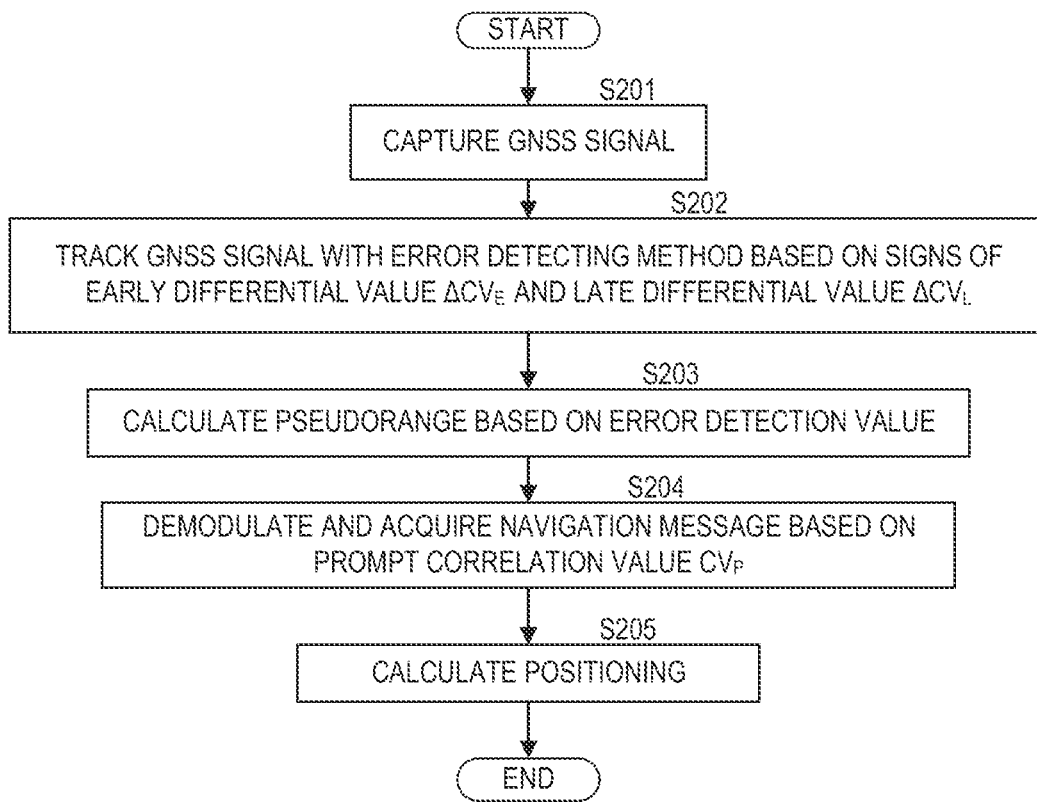 START
S201
CAPTURE GNSS SIGNAL
S202
TRACK GNSS SIGNAL WITH ERROR DETECTING METHOD BASED ON SIGNS OF
EARLY DIFFERENTIAL VALUE ΔCVE AND LATE DIFFERENTIAL VALUE ΔCVL
S203
CALCULATE PSEUDORANGE BASED ON ERROR DETECTION VALUE
S204
DEMODULATE AND ACQUIRE NAVIGATION MESSAGE BASED ON
PROMPT CORRELATION VALUE CVP
S205
CALCULATE POSITIONING
END